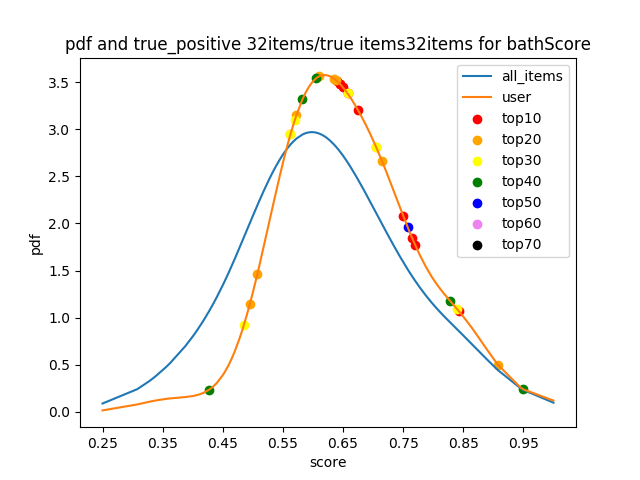 pdf and true_positive 32items/true items32items for bathScore
all_items
user
top10
top20
top30
top40
top50
top60
top70
3.5
3.0
2.5
2.0
1.5
1.0
0.5
0.0
pdf
0.25 0.35 0.45 0.55 0.65 0.75 0.85 0.95
score